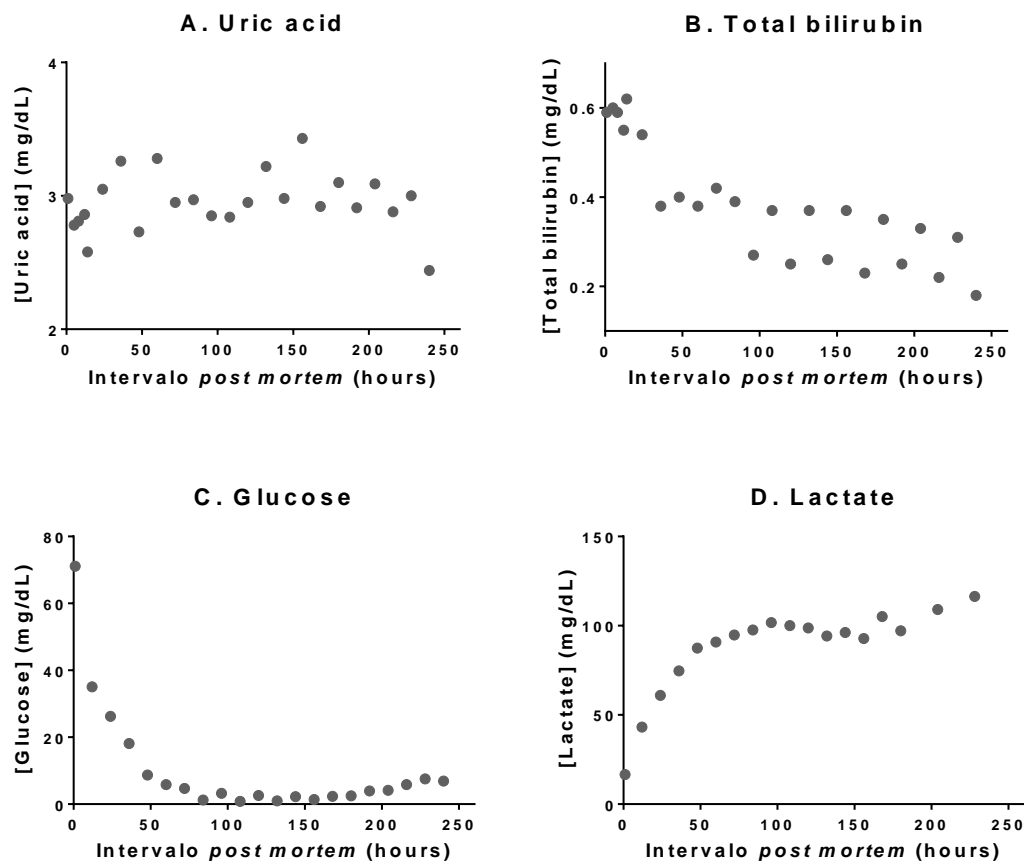 A. Uric acid
[Uric acid] (mg/dL)
4
3
2
0 50 100 150 200 250
Intervalo post mortem (hours)
B. Total bilirubin
[Total bilirubin] (mg/dL)
0.6
0.4
0.2
0 50 100 150 200 250
Intervalo post mortem (hours)
C. Glucose
[Glucose] (mg/dL)
80
60
40
20
0
0 50 100 150 200 250
Intervalo post mortem (hours)
D. Lactate
[Lactate] (mg/dL)
150
100
50
0
0 50 100 150 200 250
Intervalo post mortem (hours)